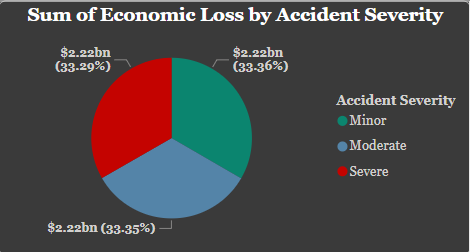 Sum of Economic Loss by Accident Severity
$2.22bn
(33.29%)
$2.22bn
(33.36%)
Accident Severity
Minor
Moderate
Severe
$2.22bn (33.35%)